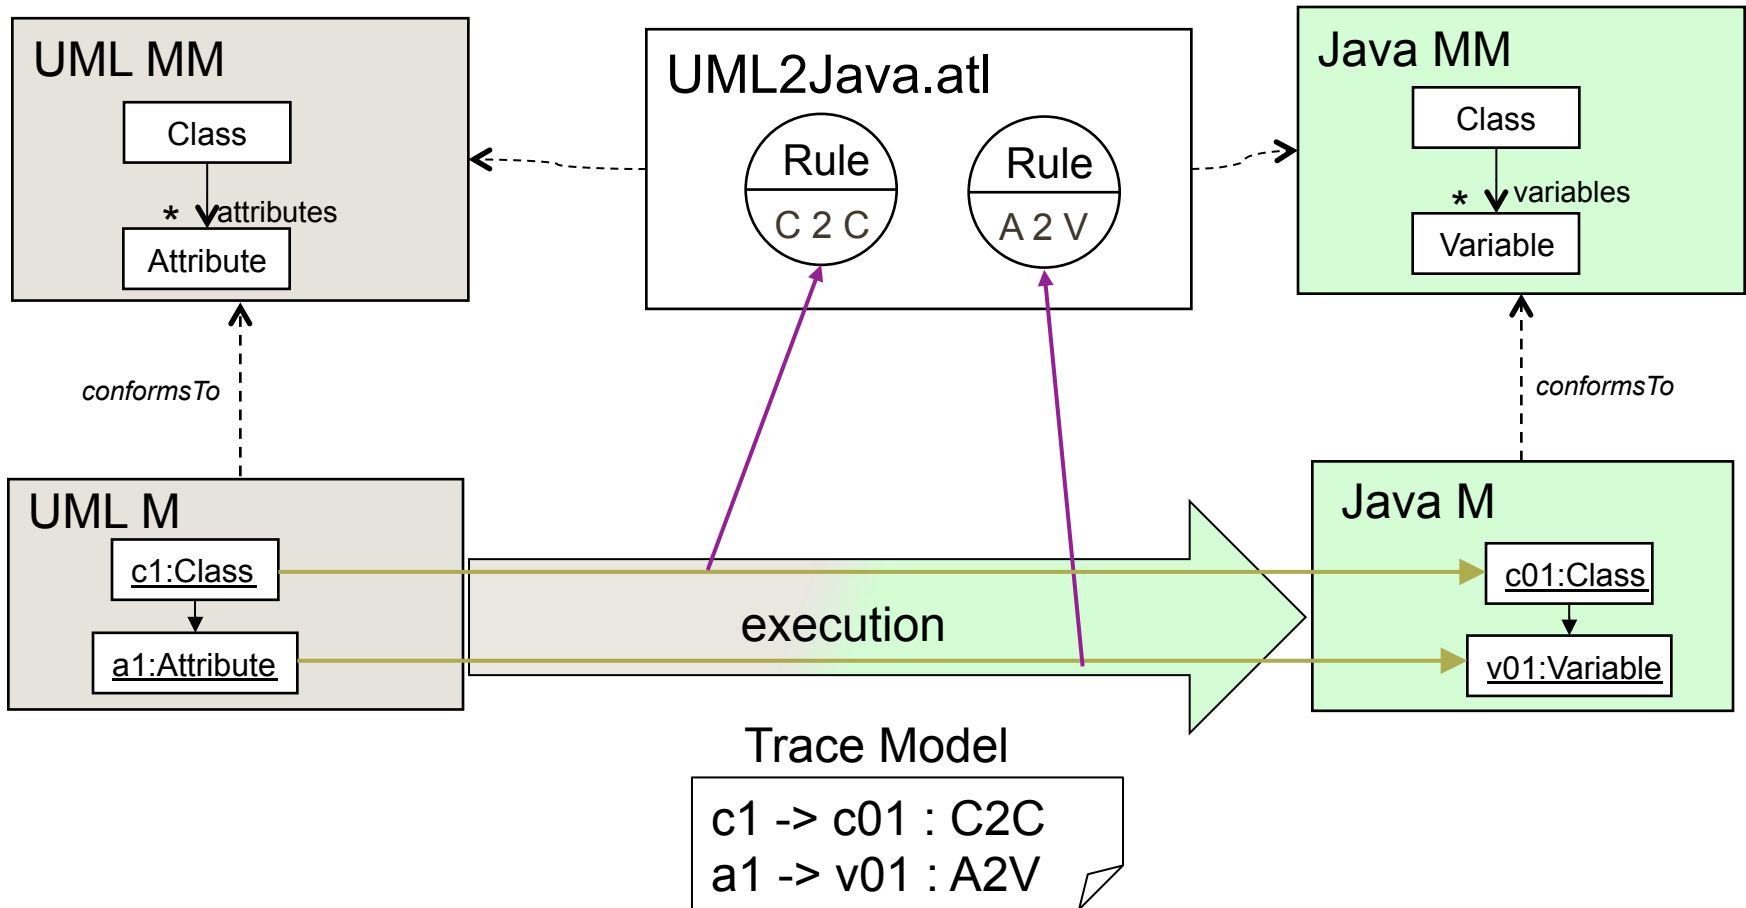 UML MM
Class
* attributes
Attribute
UML2Java.atl
Rule
C 2 C
Rule
A 2 V
Java MM
Class
* variables
Variable
conformsTo
conformsTo
UML M
c1:Class
a1:Attribute
execution
Java M
c01:Class
v01:Variable
Trace Model
c1 -> c01 : C2C
a1 -> v01 : A2V